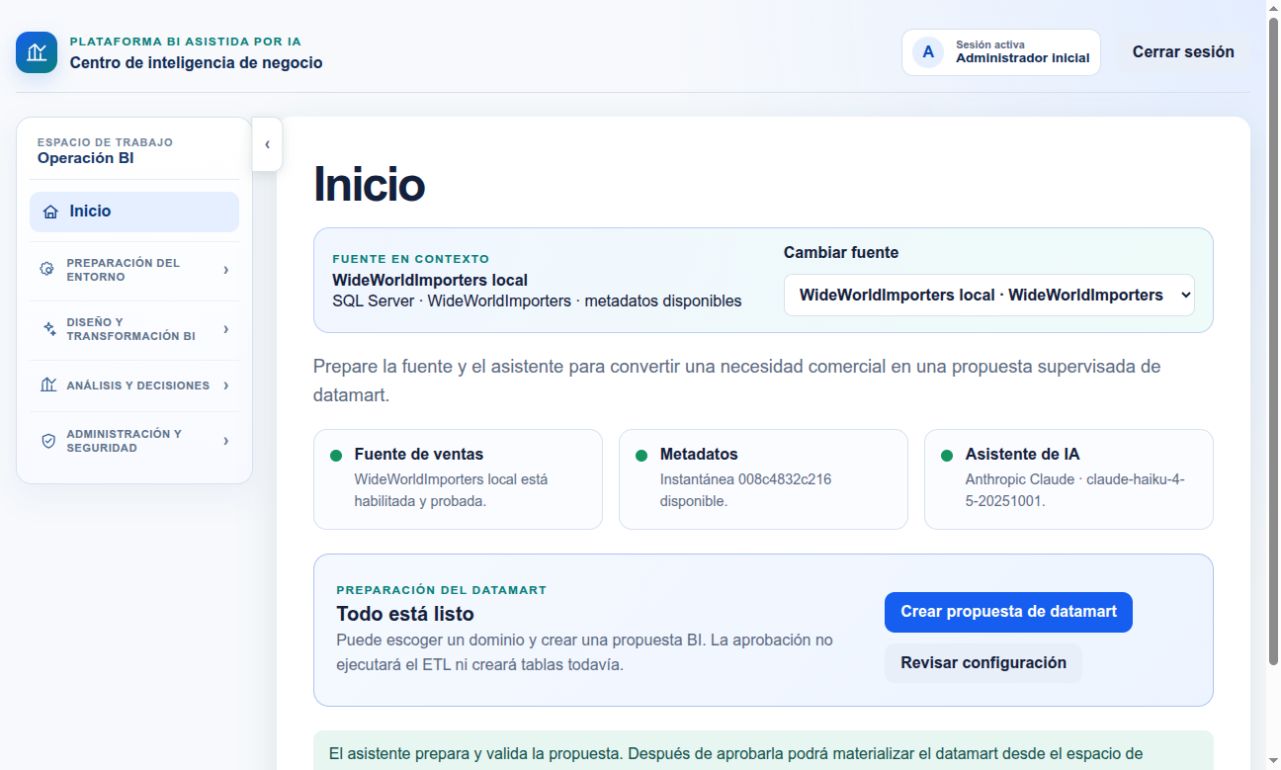 PLATAFORMA BI ASISTIDA POR IA
Centro de inteligencia de negocio
A
Sesión activa
Administrador inicial
Cerrar sesión
ESPACIO DE TRABAJO
Operación BI
‹
Inicio
PREPARACIÓN DEL
ENTORNO
›
DISEÑO Y
TRANSFORMACIÓN BI
›
ANÁLISIS Y DECISIONES
›
ADMINISTRACIÓN Y
SEGURIDAD
›
Inicio
FUENTE EN CONTEXTO
WideWorldImporters local
SQL Server · WideWorldImporters · metadatos disponibles
Cambiar fuente
WideWorldImporters local · WideWorldImporters
Prepare la fuente y el asistente para convertir una necesidad comercial en una propuesta supervisada de
datamart.
Fuente de ventas
WideWorldImporters local está
habilitada y probada.
Metadatos
Instantánea 008c4832c216
disponible.
Asistente de IA
Anthropic Claude · claude-haiku-4-
5-20251001.
PREPARACIÓN DEL DATAMART
Todo está listo
Puede escoger un dominio y crear una propuesta BI. La aprobación no
ejecutará el ETL ni creará tablas todavía.
Crear propuesta de datamart
Revisar configuración
El asistente prepara y valida la propuesta. Después de aprobarla podrá materializar el datamart desde el espacio de